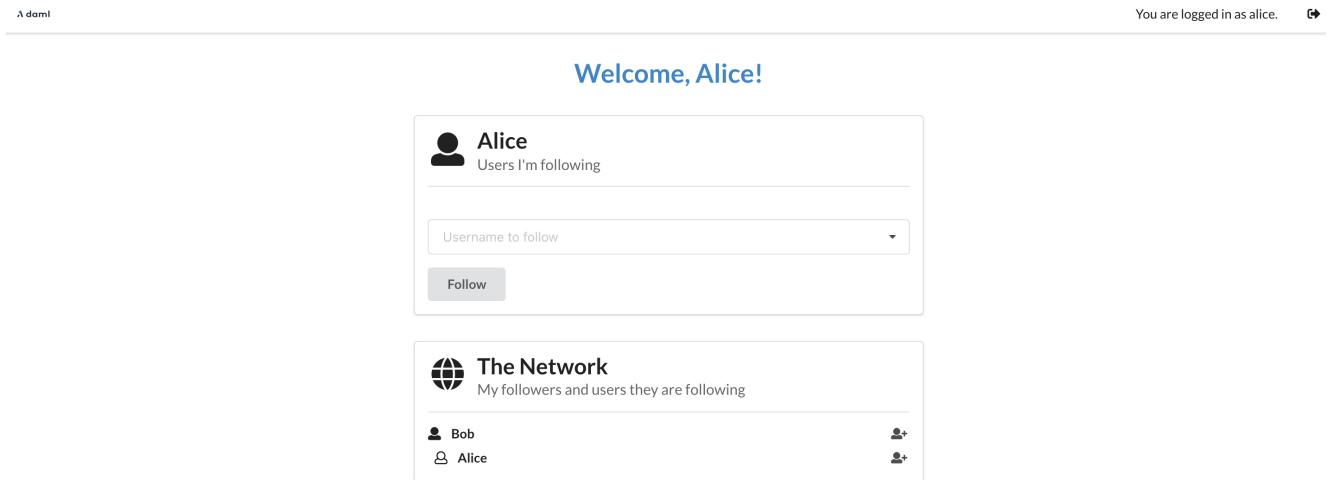 daml
You are logged in as alice.
Welcome, Alice!
Alice
Users I'm following
Username to follow
Follow
The Network
My followers and users they are following
Bob
Alice